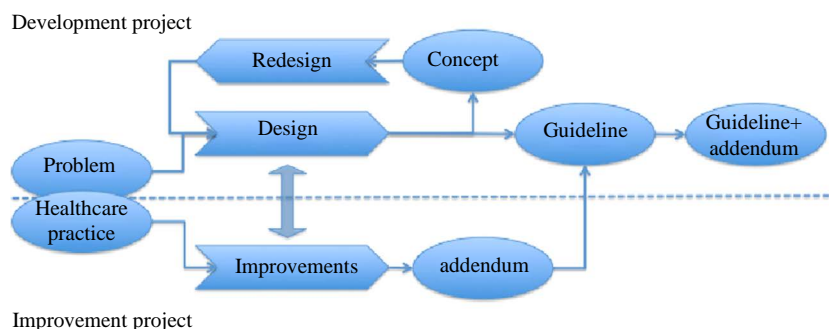 Development project
Redesign
Concept
Design
Guideline
Guideline+
addendum
Problem
Healthcare
practice
Improvements
addendum
Improvement project